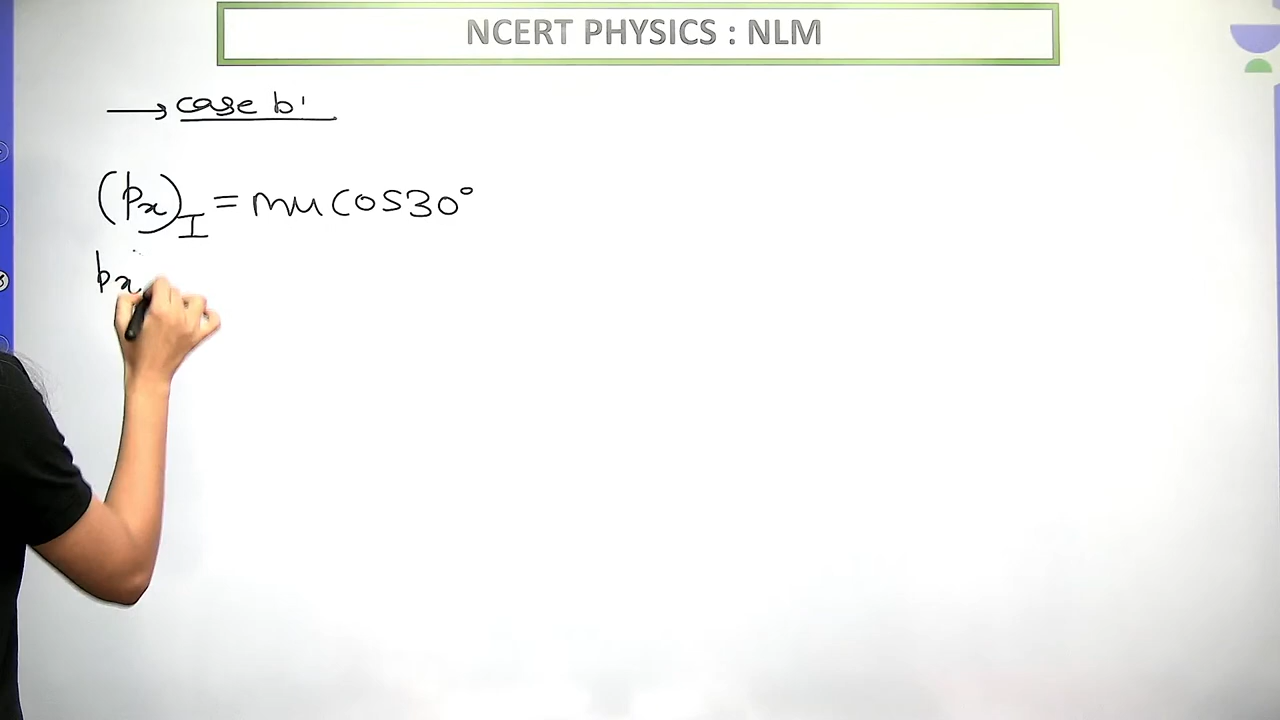 NCERT PHYSICS : NLM
→ case b'
(px)I = mu cos30°
px